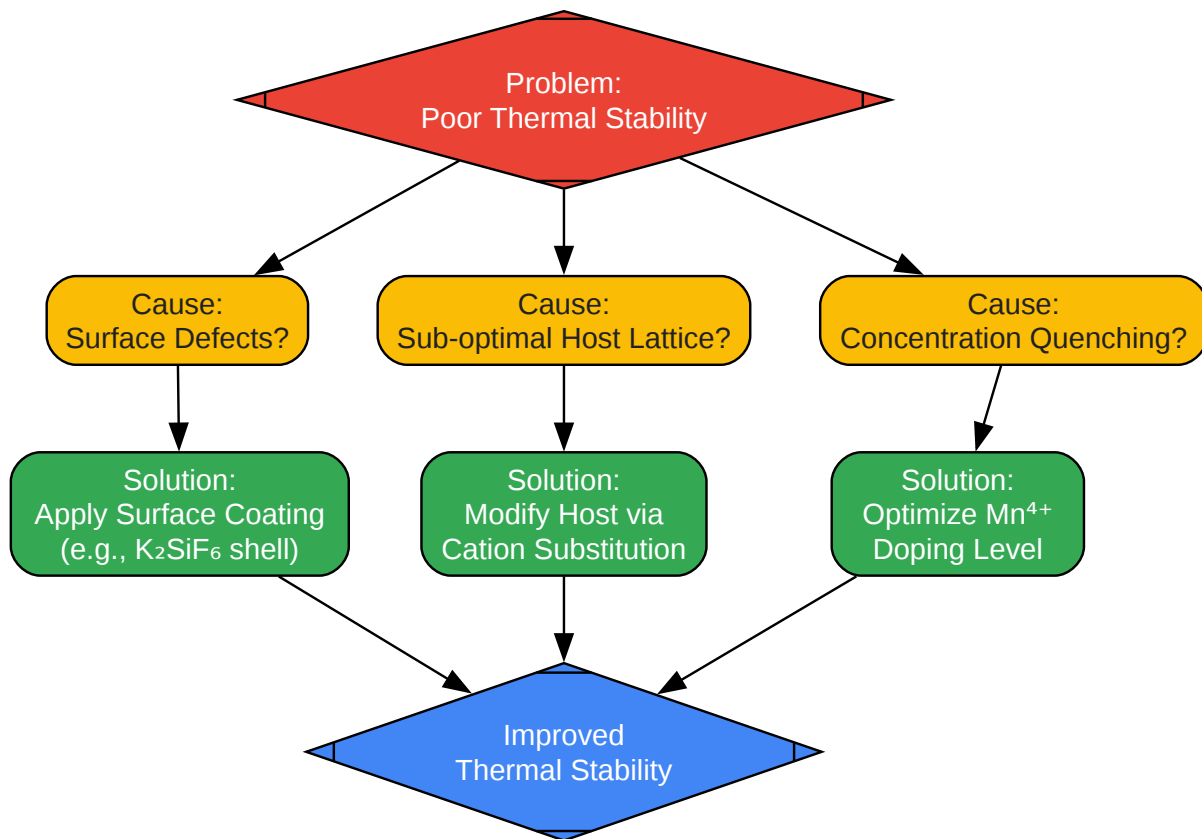 Problem:
Poor Thermal Stability
Cause:
Surface Defects?
Cause:
Sub-optimal Host Lattice?
Cause:
Concentration Quenching?
Solution:
Apply Surface Coating
(e.g., K₂SiF₆ shell)
Solution:
Modify Host via
Cation Substitution
Solution:
Optimize Mn⁴⁺
Doping Level
Improved
Thermal Stability